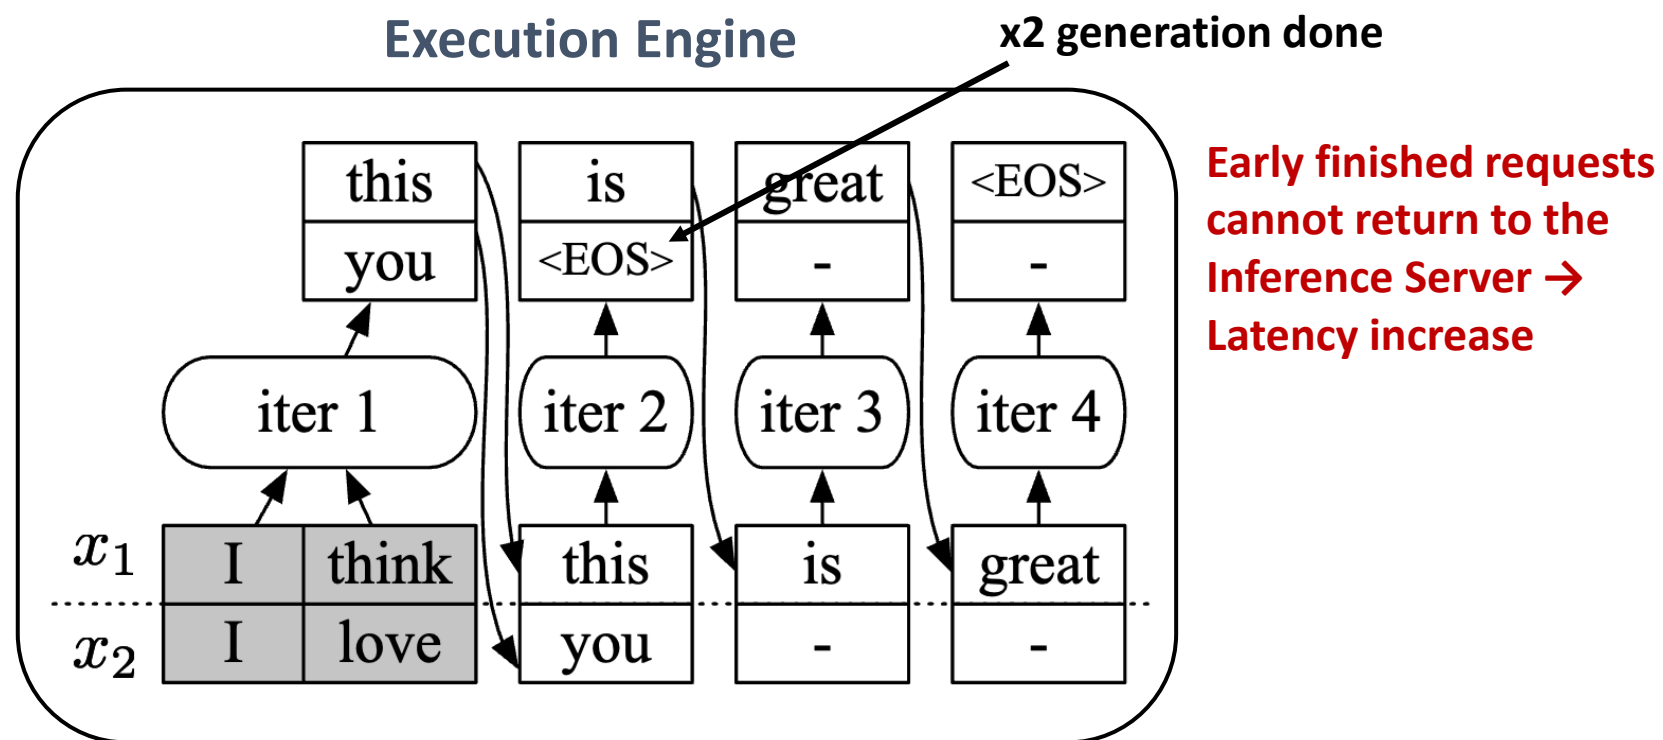 Execution Engine
x2 generation done
Early finished requests
cannot return to the
Inference Server →
Latency increase
this is great <EOS>
you <EOS> - -
iter 1 iter 2 iter 3 iter 4
x1 I think this is great
x2 I love you - -